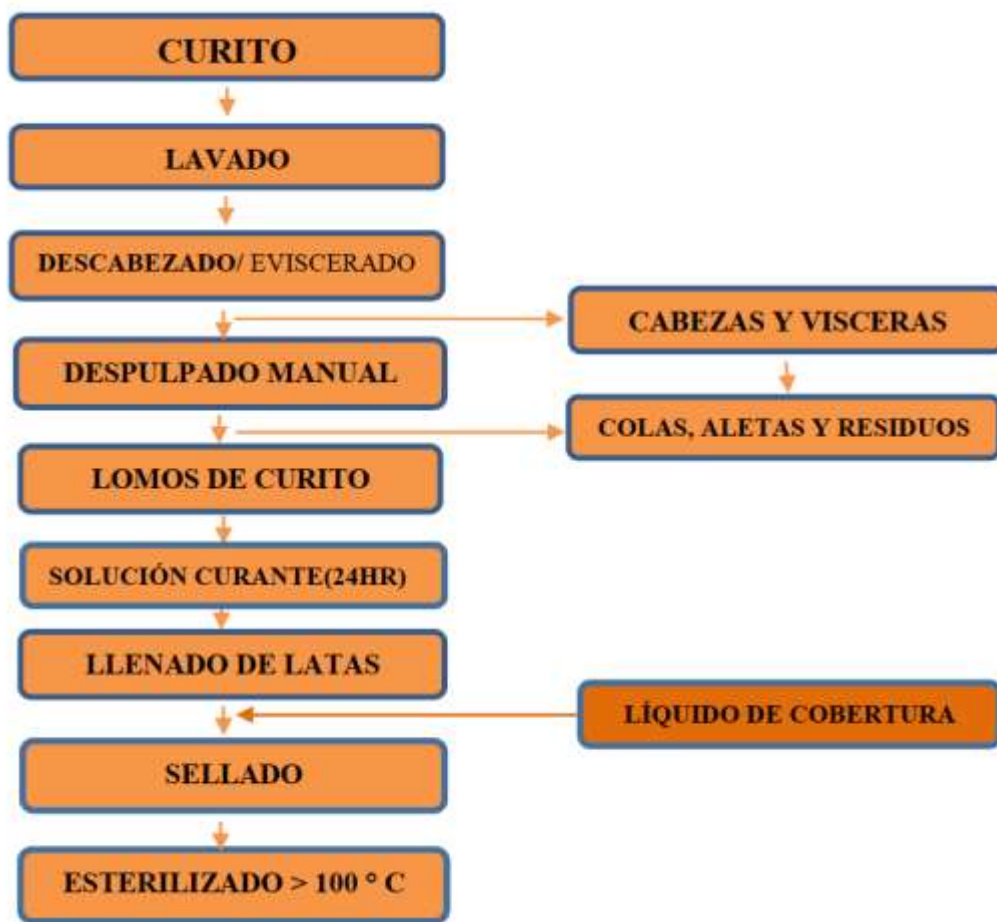 CURITO
LAVADO
DESCABEZADO/ EVISCERADO
CABEZAS Y VISCERAS
DESPULPADO MANUAL
COLAS, ALETAS Y RESIDUOS
LOMOS DE CURITO
SOLUCIÓN CURANTE(24HR)
LLENADO DE LATAS
LÍQUIDO DE COBERTURA
SELLADO
ESTERILIZADO > 100 ° C